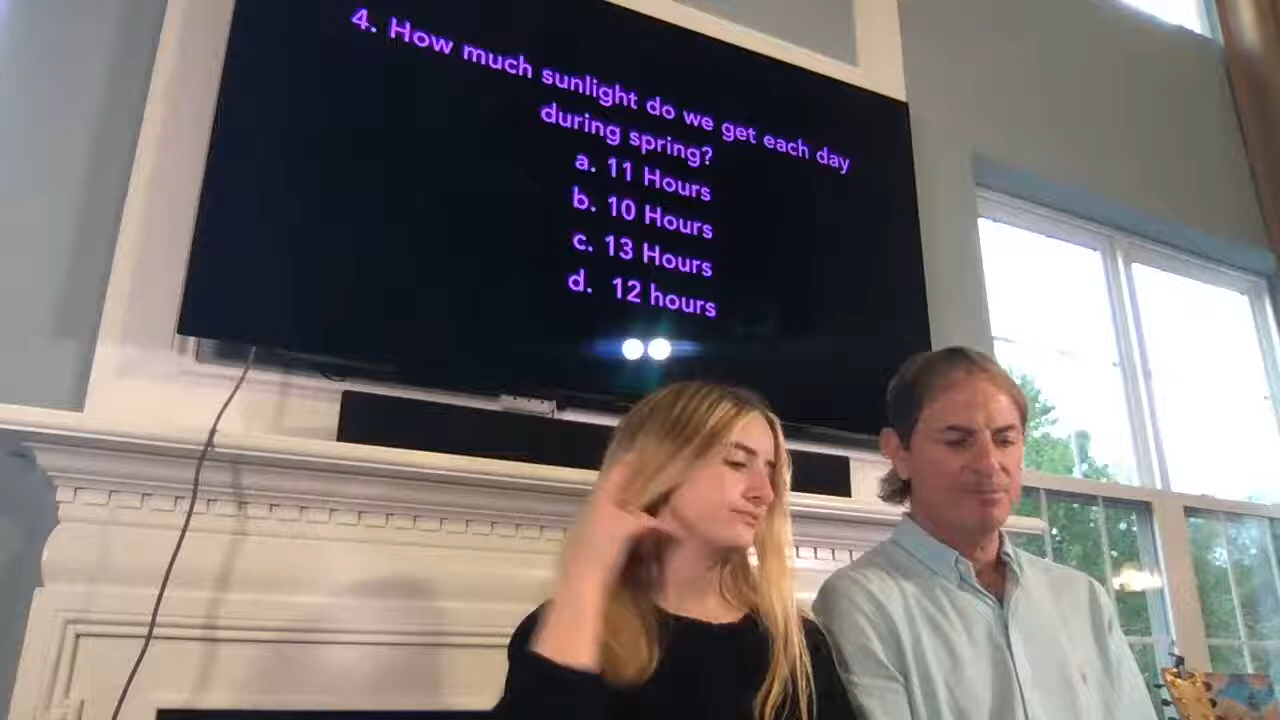 4. How much sunlight do we get each day
during spring?
a. 11 Hours
b. 10 Hours
c. 13 Hours
d. 12 hours